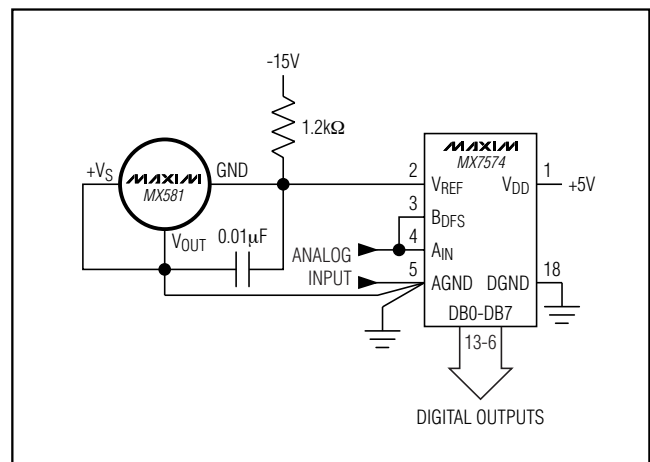 -15V
1.2kΩ
+VS
MAXIM
MX581
GND
VOUT
0.01μF
MAXIM
MX7574
2
VREF
VDD
1
+5V
3
BDFS
4
AIN
ANALOG
INPUT
5
AGND
DGND
18
DB0-DB7
13-6
DIGITAL OUTPUTS